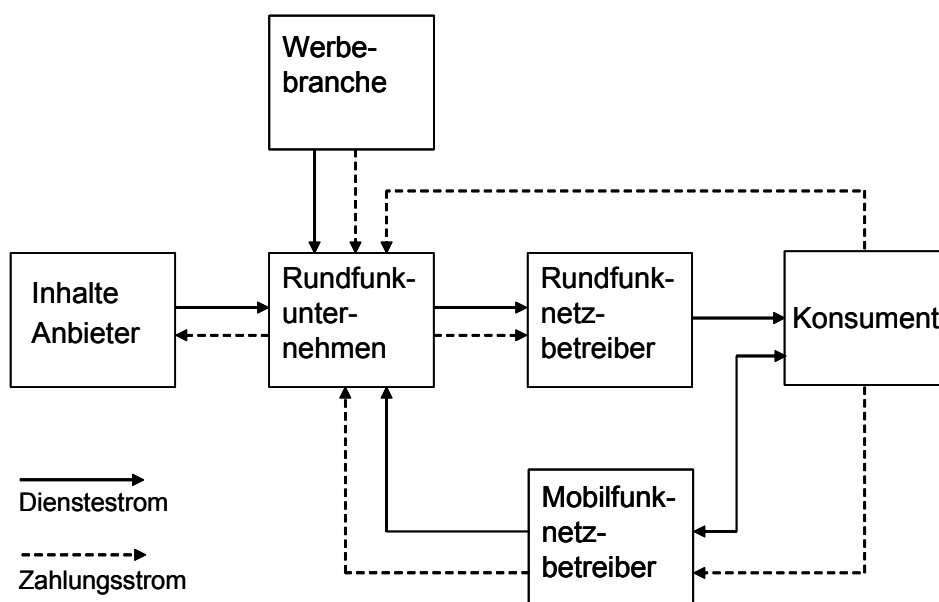 Werbe-
branche
Inhalte
Anbieter
Rundfunk-
unter-
nehmen
Rundfunk-
netz-
betreiber
Konsument
Mobilfunk-
netz-
betreiber
Dienstestrom
Zahlungsstrom